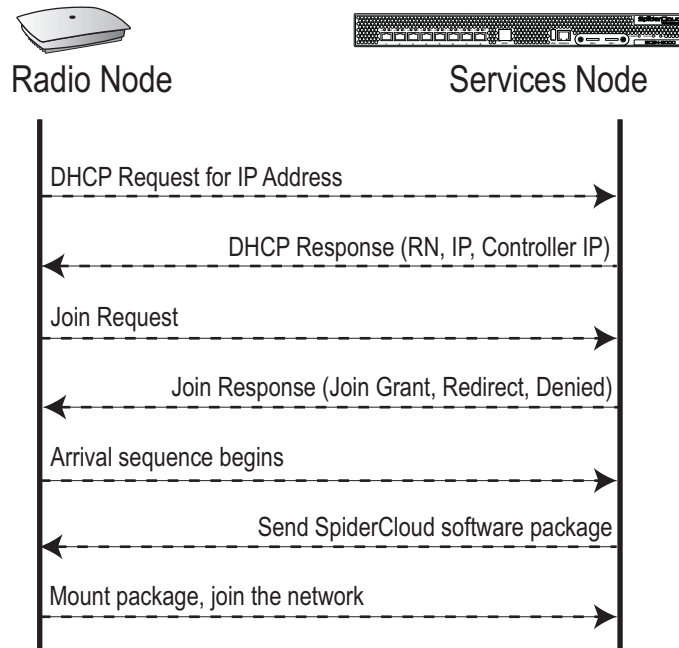 SpiderCloud
Radio Node
Services Node
DHCP Request for IP Address
DHCP Response (RN, IP, Controller IP)
Join Request
Join Response (Join Grant, Redirect, Denied)
Arrival sequence begins
Send SpiderCloud software package
Mount package, join the network